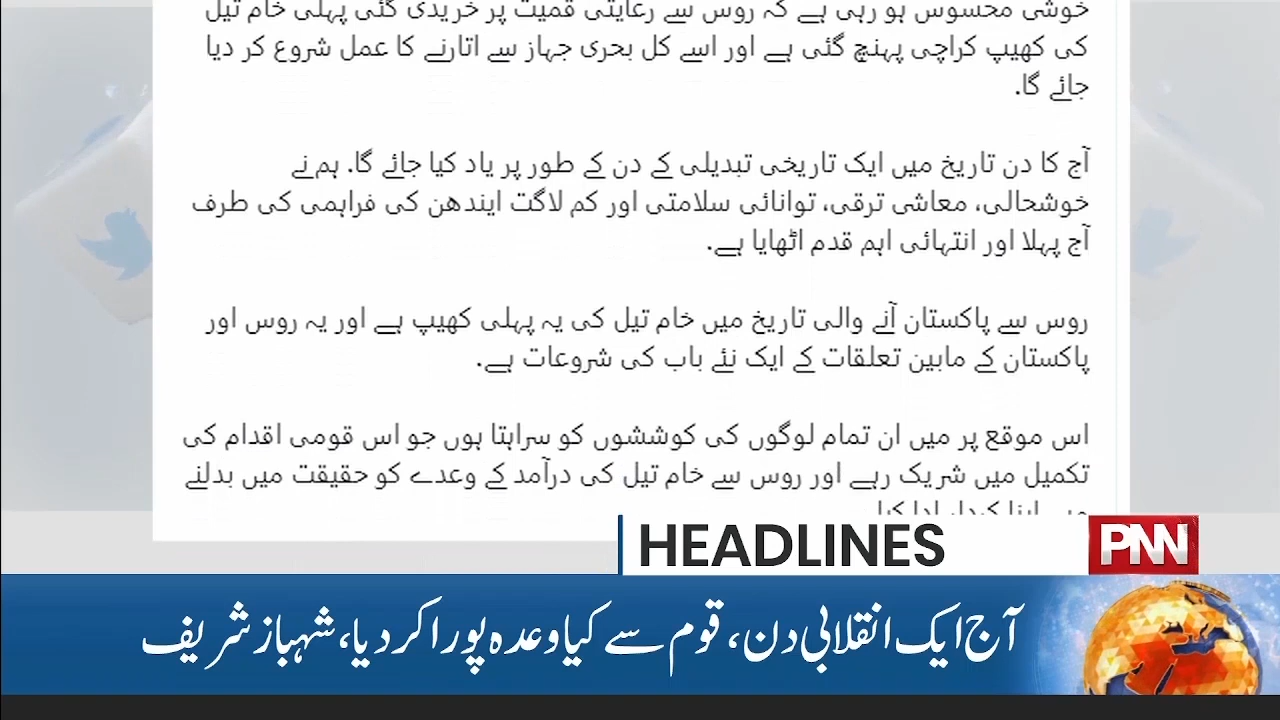 خوشی محسوس ہو رہی ہے کہ روس سے رعایتی قمیت پر خریدی گئی پہلی خام تیل
کی کھیپ کراچی پہنچ گئی ہے اور اسے کل بحری جہاز سے اتارنے کا عمل شروع کر دیا
جائے گا.
آج کا دن تاریخ میں ایک تاریخی تبدیلی کے دن کے طور پر یاد کیا جائے گا. ہم نے
خوشحالی، معاشی ترقی، توانائی سلامتی اور کم لاگت ایندھن کی فراہمی کی طرف
آج پہلا اور انتہائی اہم قدم اٹھایا ہے.
روس سے پاکستان آنے والی تاریخ میں خام تیل کی یہ پہلی کھیپ ہے اور یہ روس اور
پاکستان کے مابین تعلقات کے ایک نئے باب کی شروعات ہے.
اس موقع پر میں ان تمام لوگوں کی کوششوں کو سراہتا ہوں جو اس قومی اقدام کی
تکمیل میں شریک رہے اور روس سے خام تیل کی درآمد کے وعدے کو حقیقت میں بدلنے
HEADLINES
PNN
آج ایک انقلابی دن، قوم سے کیا وعدہ پورا کر دیا، شہباز شریف